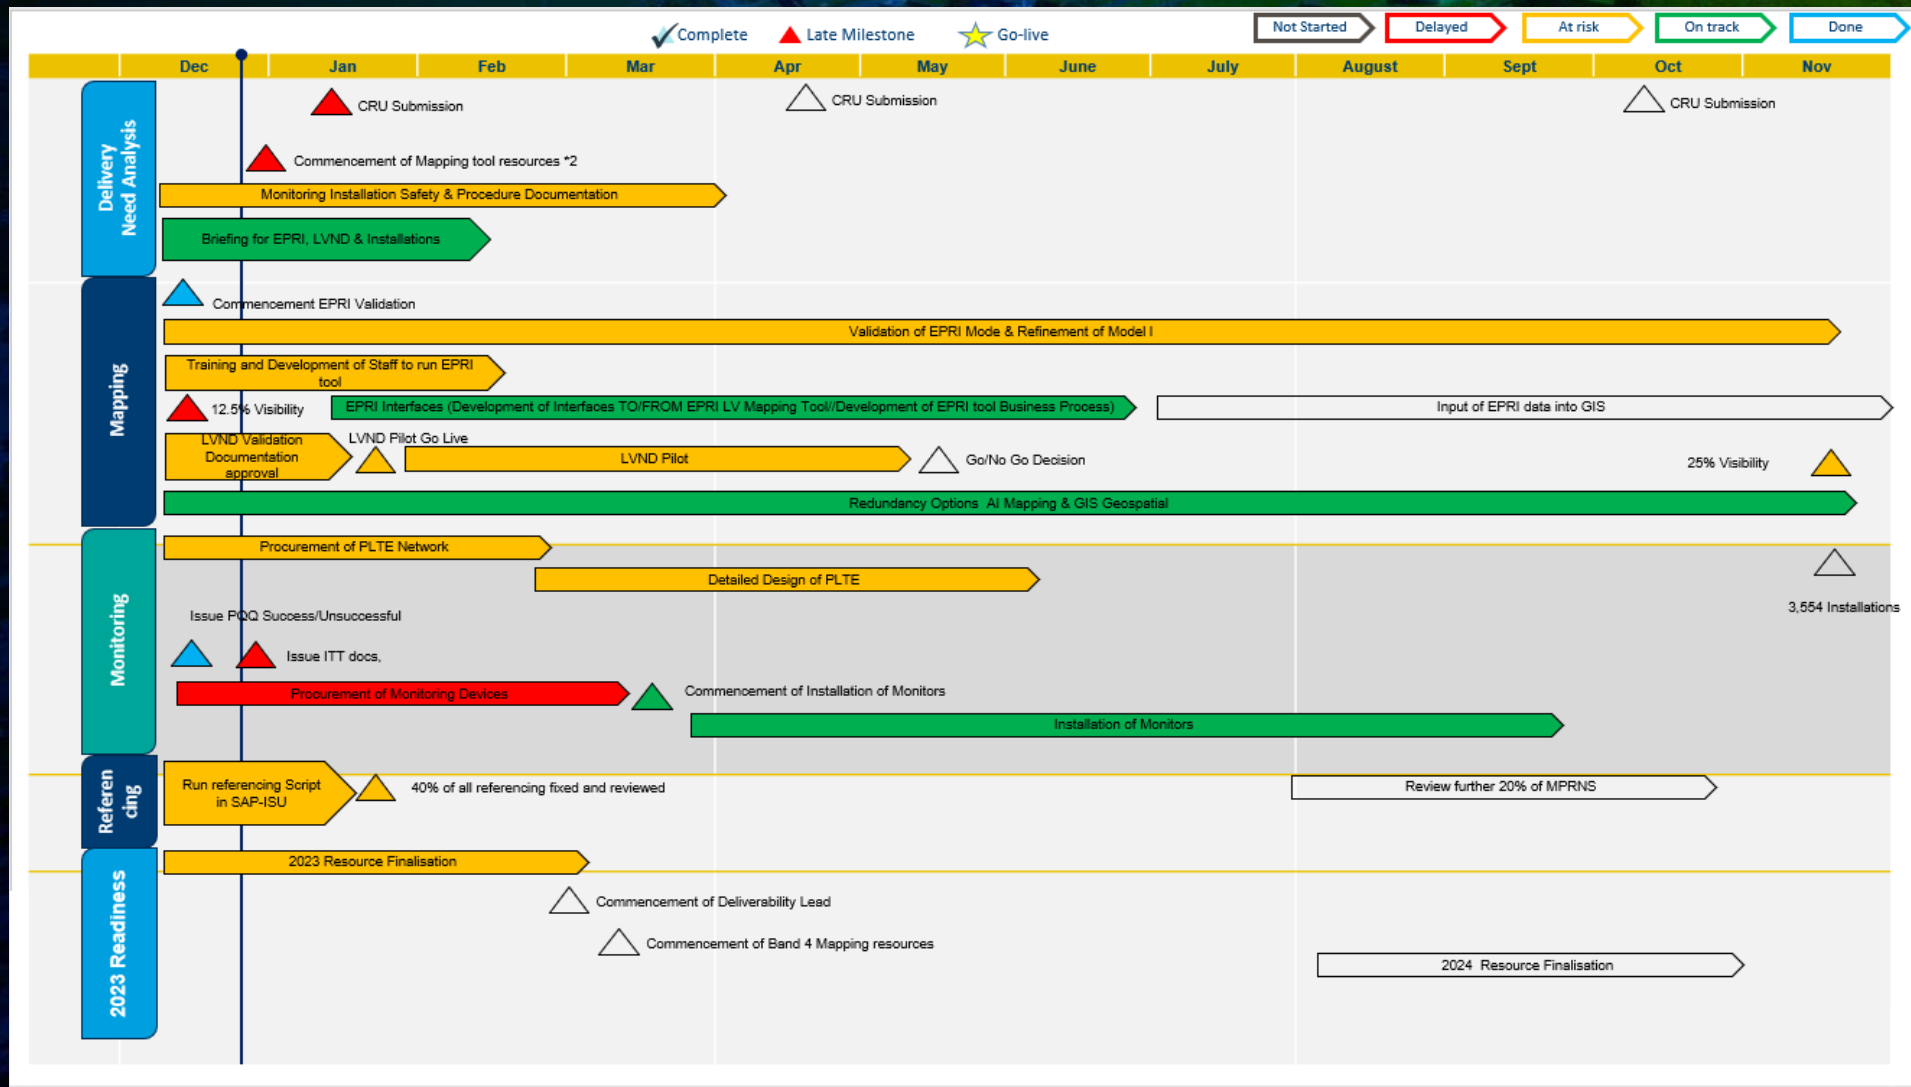 Complete
Late Milestone
Go-live
Not Started
Delayed
At risk
On track
Done
Dec
Jan
Feb
Mar
Apr
May
June
July
August
Sept
Oct
Nov
Delivery
Need Analysis
CRU Submission
CRU Submission
CRU Submission
Commencement of Mapping tool resources *2
Monitoring Installation Safety & Procedure Documentation
Briefing for EPRI, LVND & Installations
Mapping
Commencement EPRI Validation
Validation of EPRI Mode & Refinement of Model I
Training and Development of Staff to run EPRI
tool
12.5% Visibility
EPRI Interfaces (Development of Interfaces TO/FROM EPRI LV Mapping Tool//Development of EPRI tool Business Process)
Input of EPRI data into GIS
LVND Validation
Documentation
approval
LVND Pilot Go Live
LVND Pilot
Go/No Go Decision
25% Visibility
Redundancy Options  AI Mapping & GIS Geospatial
Monitoring
Procurement of PLTE Network
Detailed Design of PLTE
3,554 Installations
Issue PQQ Success/Unsuccessful
Issue ITT docs,
Procurement of Monitoring Devices
Commencement of Installation of Monitors
Installation of Monitors
Referen
cing
Run referencing Script
in SAP-ISU
40% of all referencing fixed and reviewed
Review further 20% of MPRNS
2023 Readiness
2023 Resource Finalisation
Commencement of Deliverability Lead
Commencement of Band 4 Mapping resources
2024  Resource Finalisation